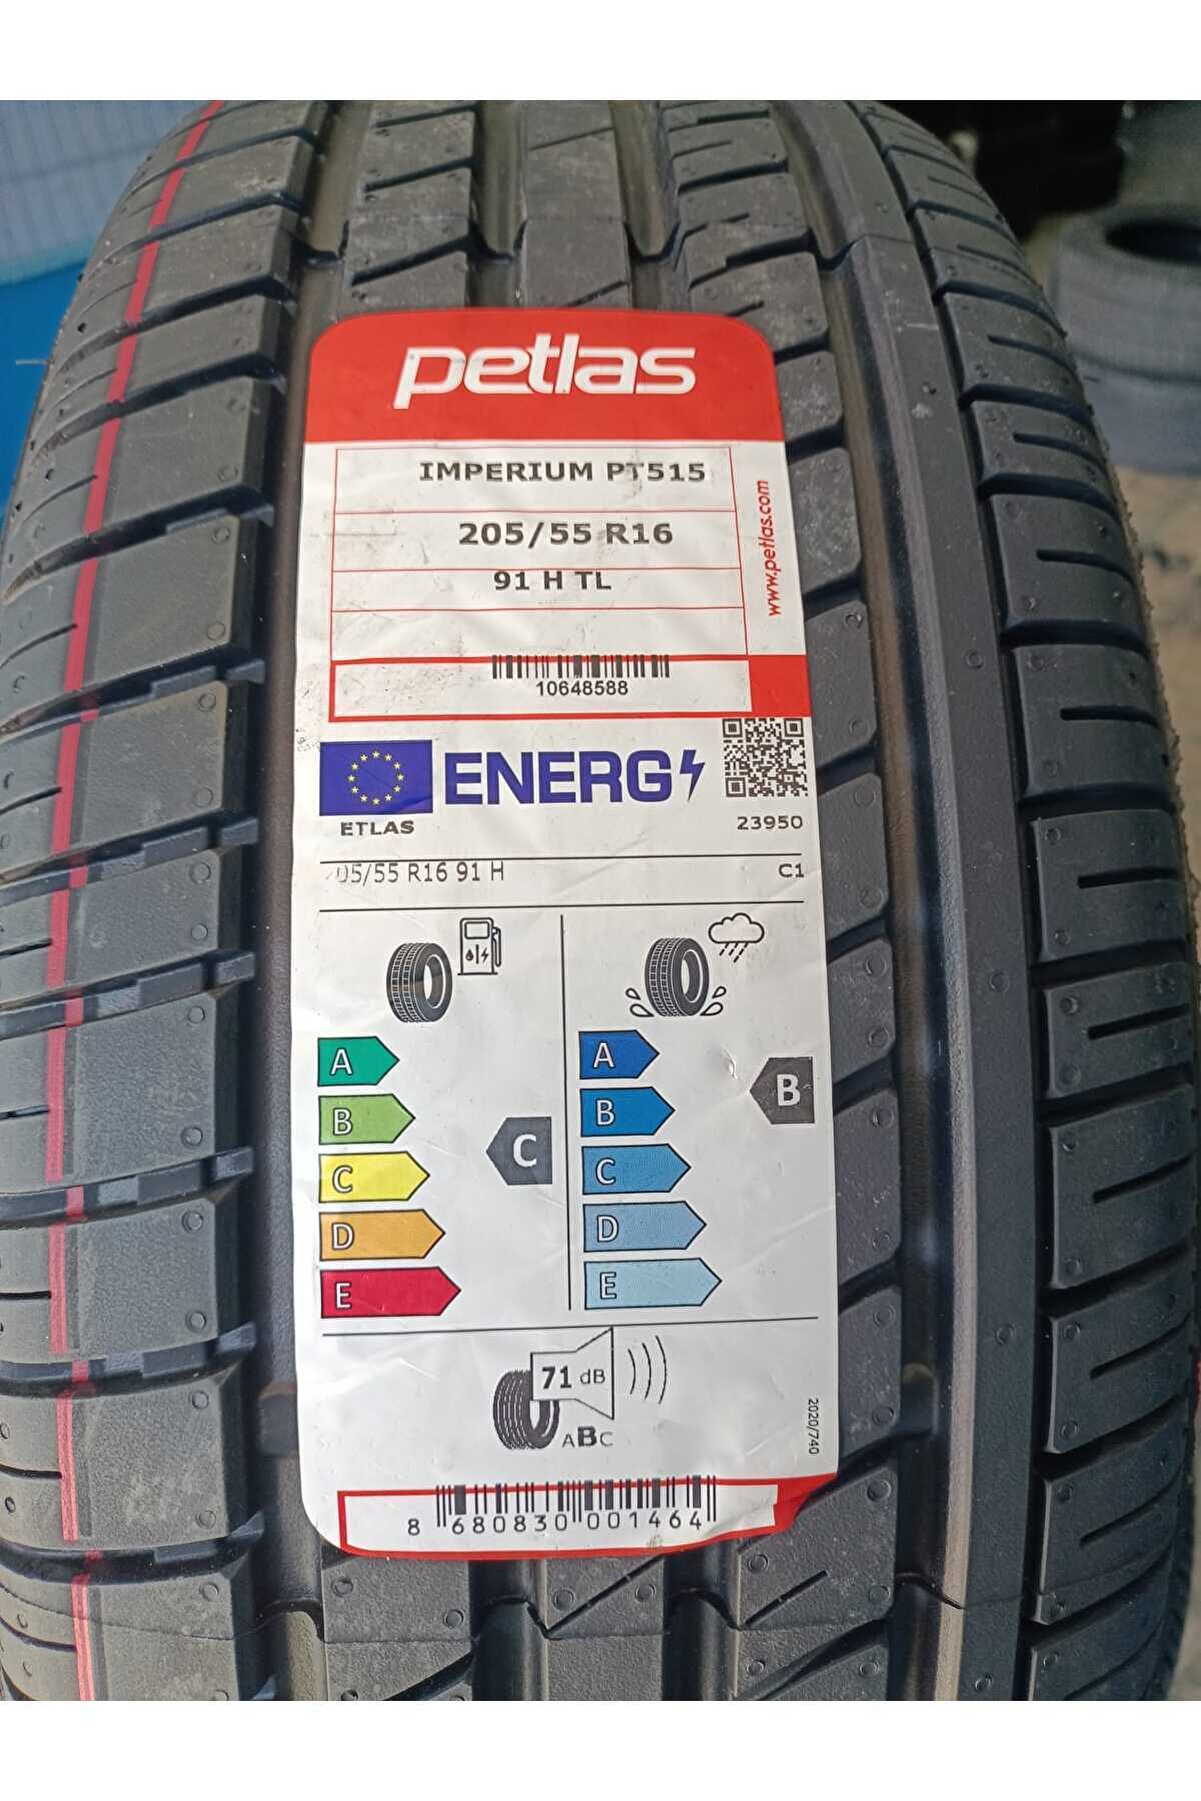 petlas
IMPERIUM PT515
205/55 R16
91 H TL
www.petlas.com
10648588
ENERG
ETLAS
23950
05/55 R16 91 H
C1
A
B
C
D
E
C
A
B
C
D
E
B
71 dB
ABC
2020/740
8 680830 001464